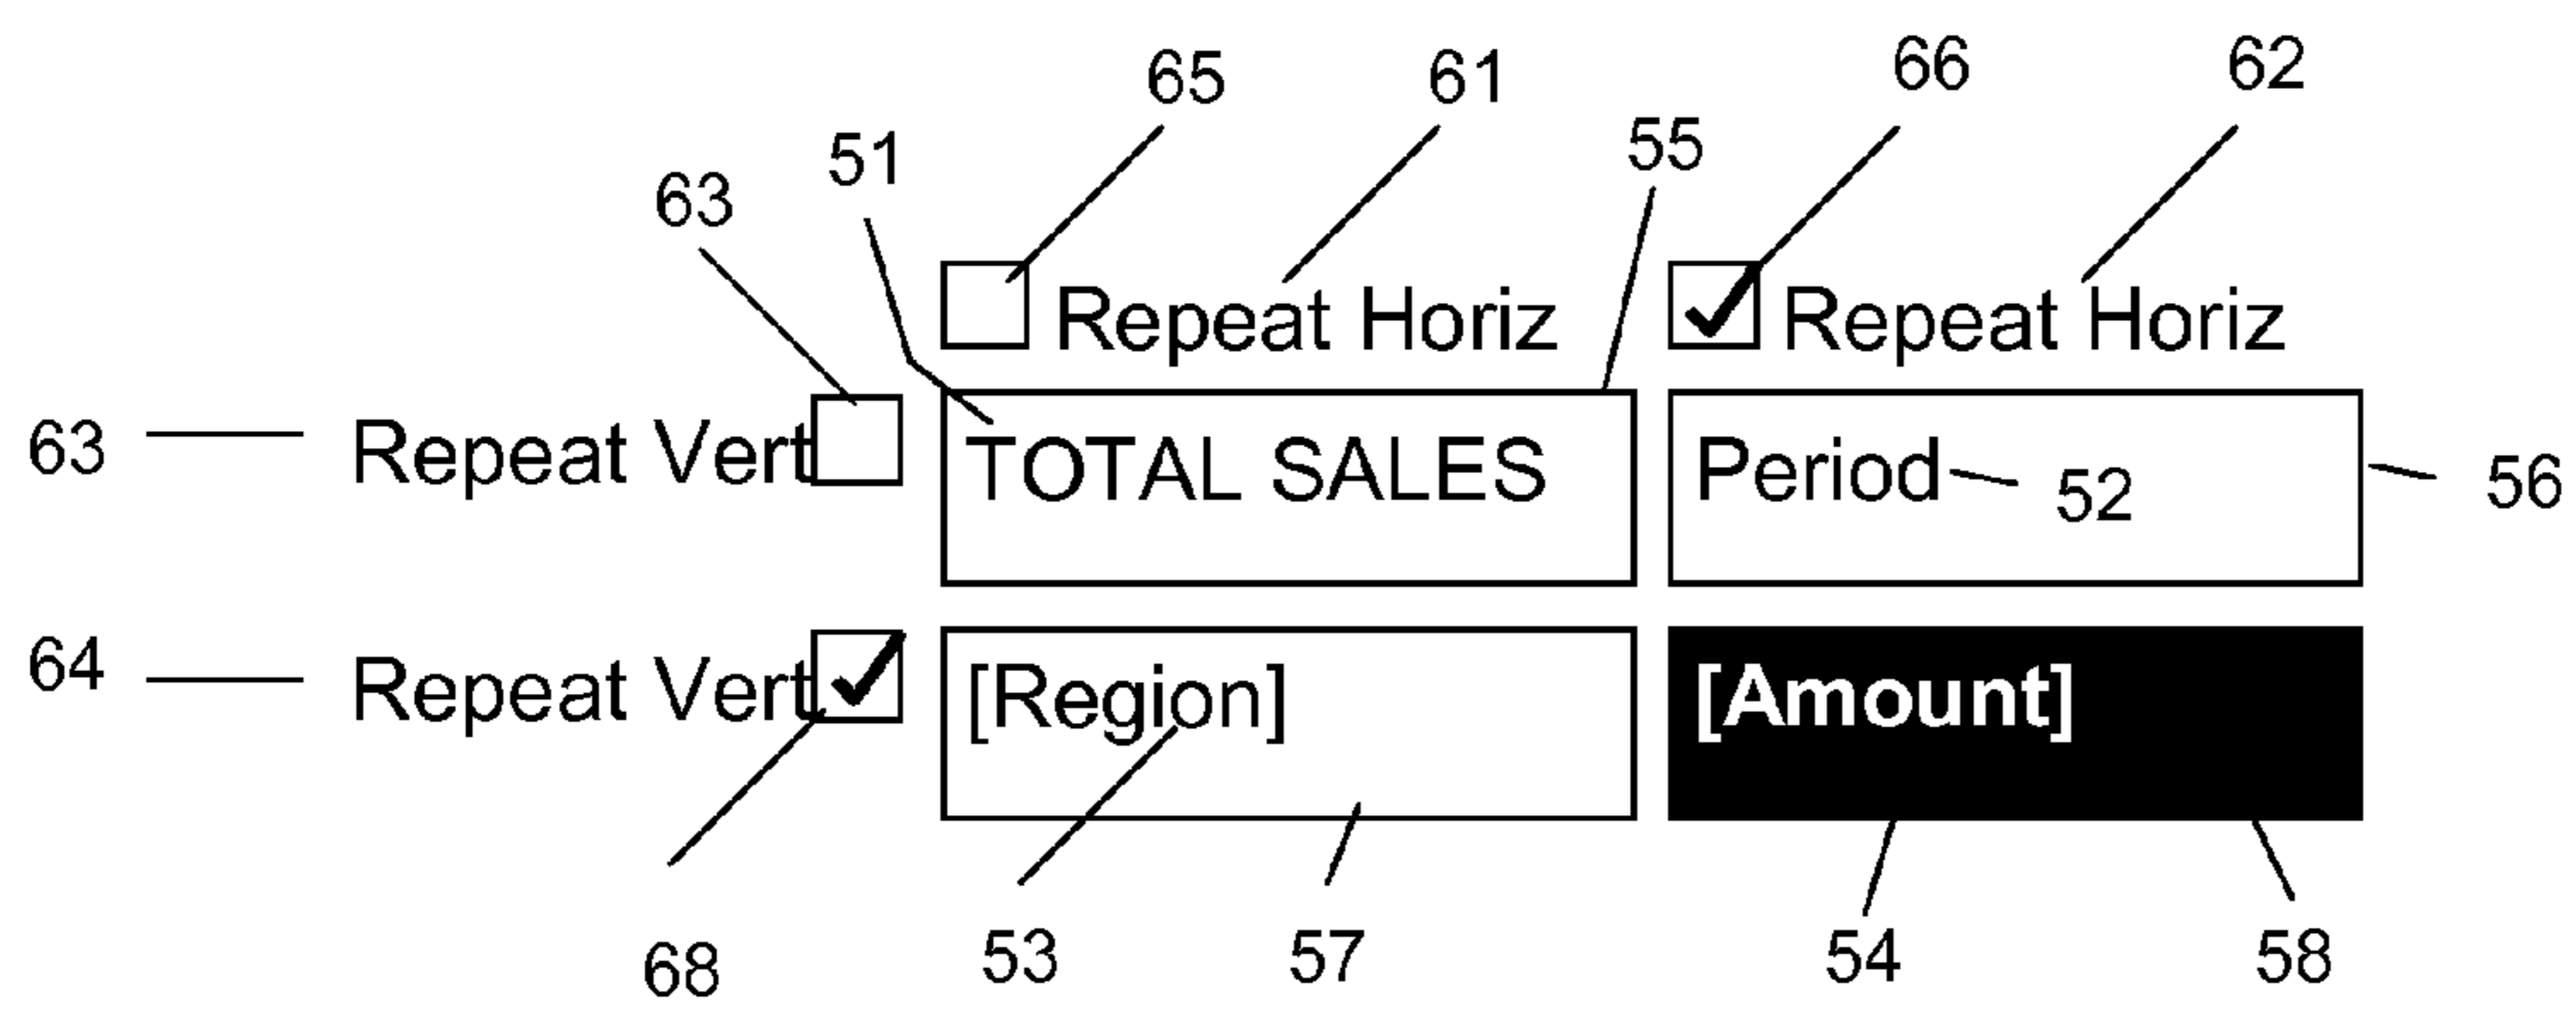 65 61 66 62
51 55
63
Repeat Horiz Repeat Horiz
63 Repeat Vert TOTAL SALES Period 52 56
64 Repeat Vert [Region] [Amount]
68 53 57 54 58